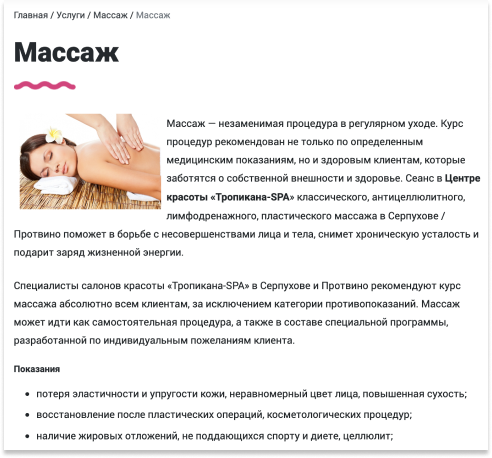 Главная / Услуги / Массаж / Массаж
Массаж
Массаж — незаменимая процедура в регулярном уходе. Курс
процедур рекомендован не только по определенным
медицинским показаниям, но и здоровым клиентам, которые
заботятся о собственной внешности и здоровье. Сеанс в Центре
красоты «Тропикана-SPA» классического, антицеллюлитного,
лимфодренажного, пластического массажа в Серпухове /
Протвино поможет в борьбе с несовершенствами лица и тела, снимет хроническую усталость и
подарит заряд жизненной энергии.
Специалисты салонов красоты «Тропикана-SPA» в Серпухове и Протвино рекомендуют курс
массажа абсолютно всем клиентам, за исключением категории противопоказаний. Массаж
может идти как самостоятельная процедура, а также в составе специальной программы,
разработанной по индивидуальным пожеланиям клиента.
Показания
• потеря эластичности и упругости кожи, неравномерный цвет лица, повышенная сухость;
• восстановление после пластических операций, косметологических процедур;
• наличие жировых отложений, не поддающихся спорту и диете, целлюлит;